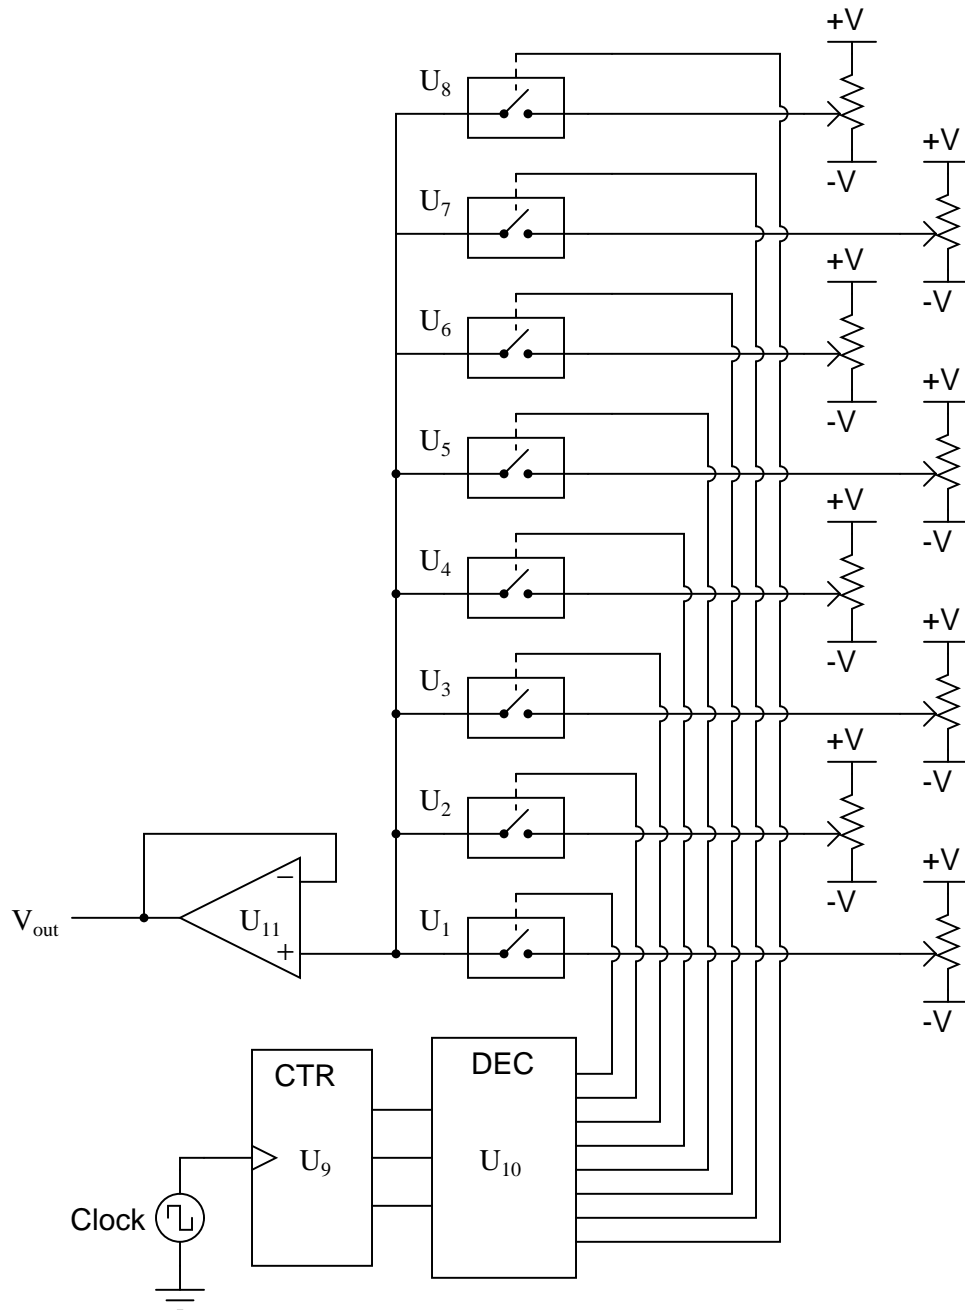 +V
U8
-V
+V
U7
-V
+V
U6
-V
+V
U5
-V
+V
U4
-V
+V
U3
-V
+V
U2
-V
+V
U1
-V
Vout
−
U11
+
CTR
U9
DEC
U10
Clock